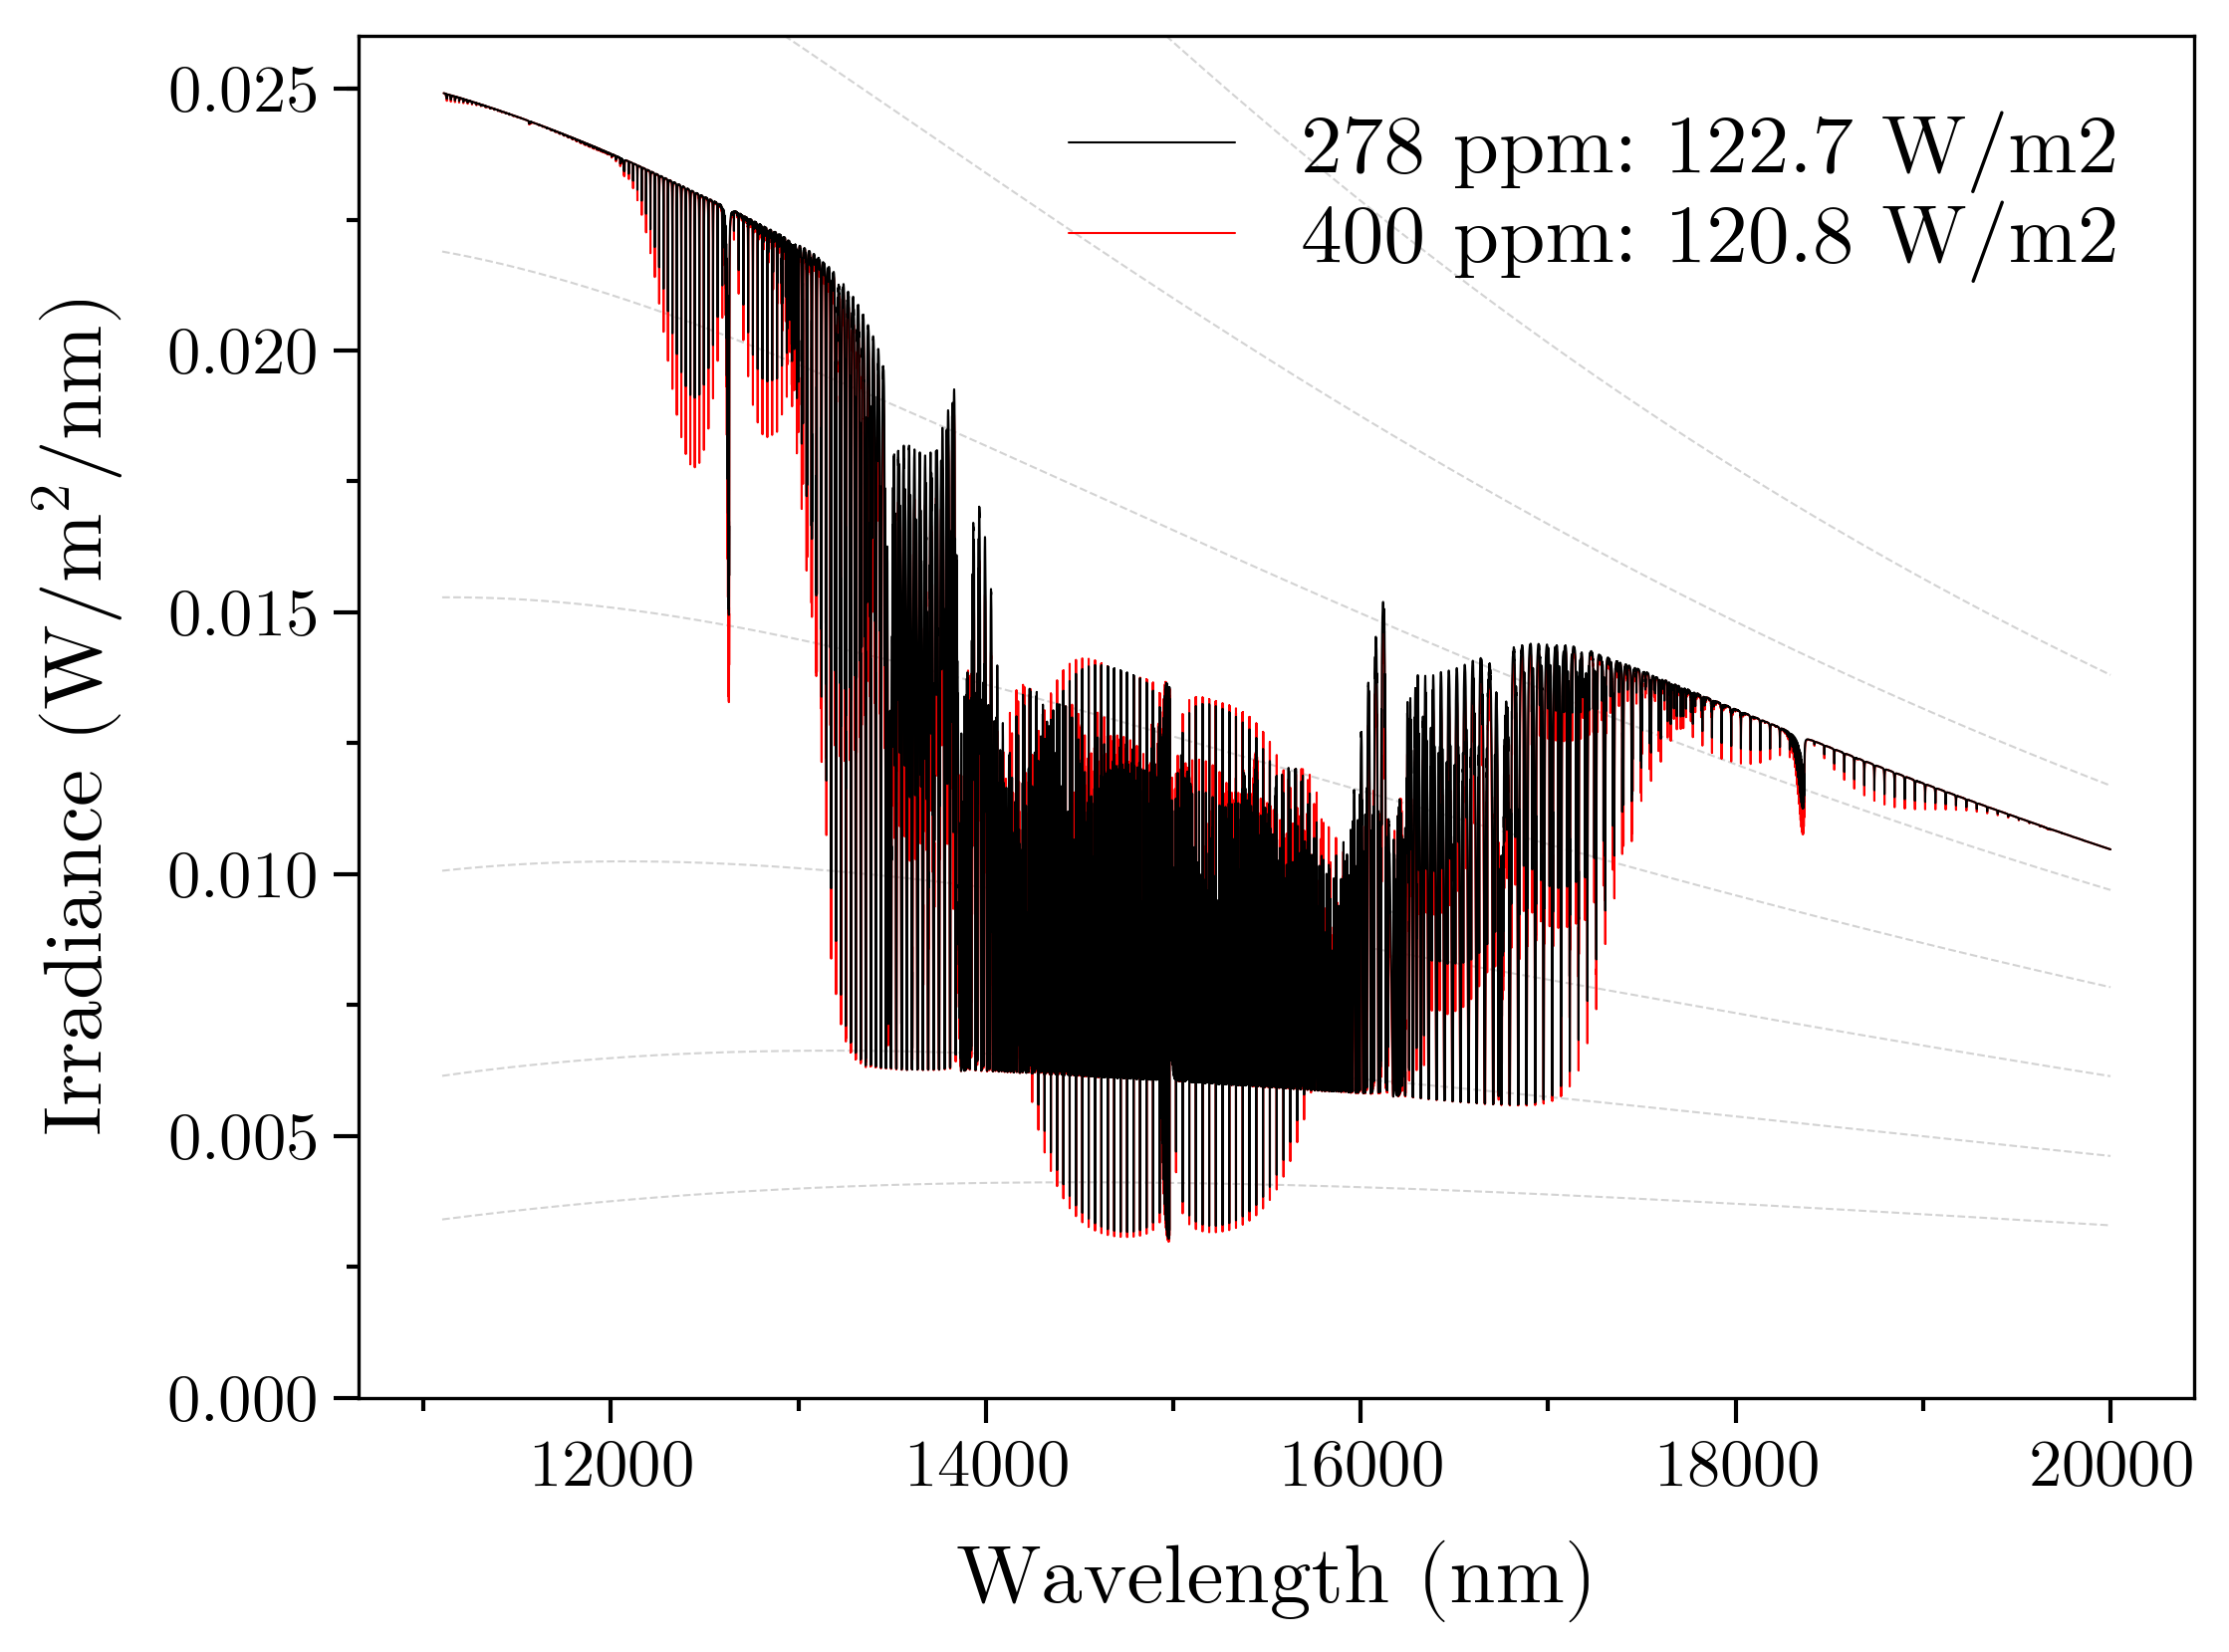 278 ppm: 122.7 W/m2
400 ppm: 120.8 W/m2
Irradiance (W/m²/nm)
0.025
0.020
0.015
0.010
0.005
0.000
12000 14000 16000 18000 20000
Wavelength (nm)